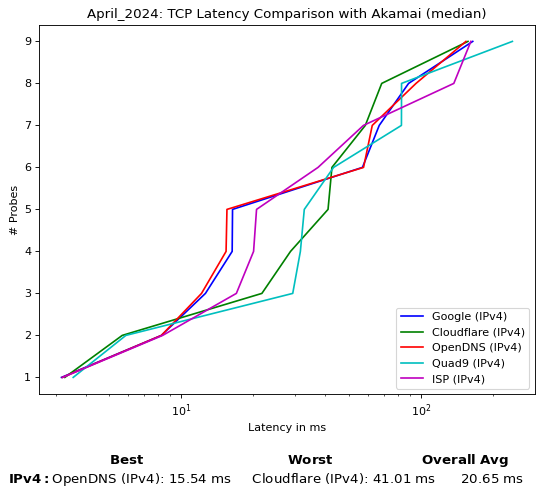 April_2024: TCP Latency Comparison with Akamai (median)
9
8
7
6
5
4
3
2
1
# Probes
10¹ 10²
Latency in ms
Google (IPv4)
Cloudflare (IPv4)
OpenDNS (IPv4)
Quad9 (IPv4)
ISP (IPv4)
Best Worst Overall Avg
IPv4: OpenDNS (IPv4): 15.54 ms Cloudflare (IPv4): 41.01 ms 20.65 ms